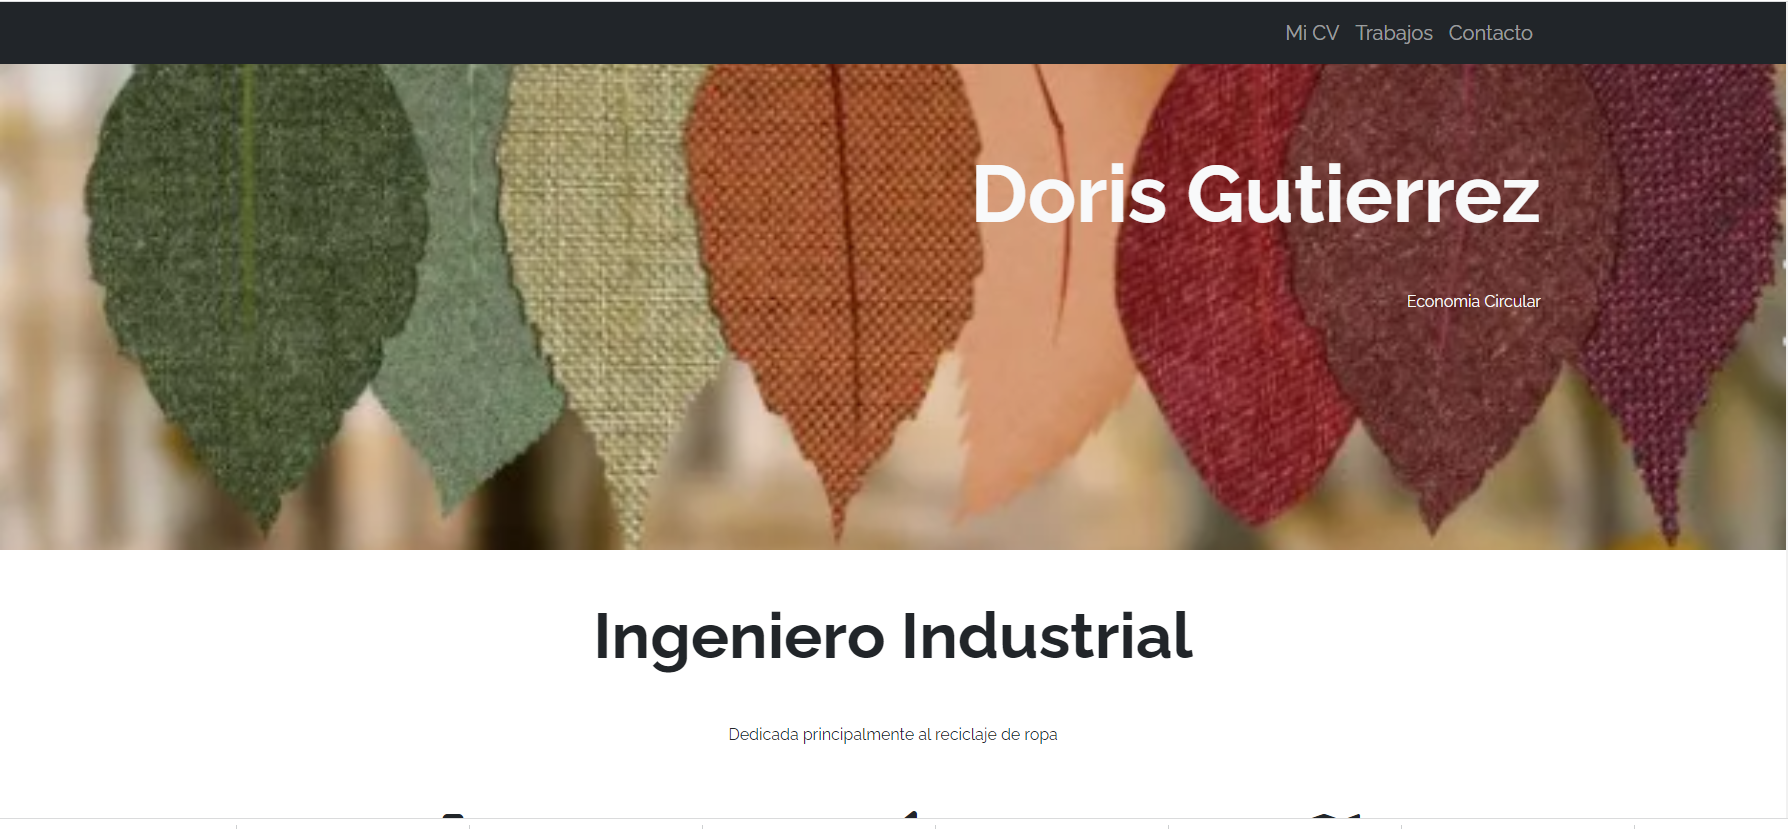 Mi CV Trabajos Contacto
Doris Gutierrez
Economia Circular
Ingeniero Industrial
Dedicada principalmente al reciclaje de ropa